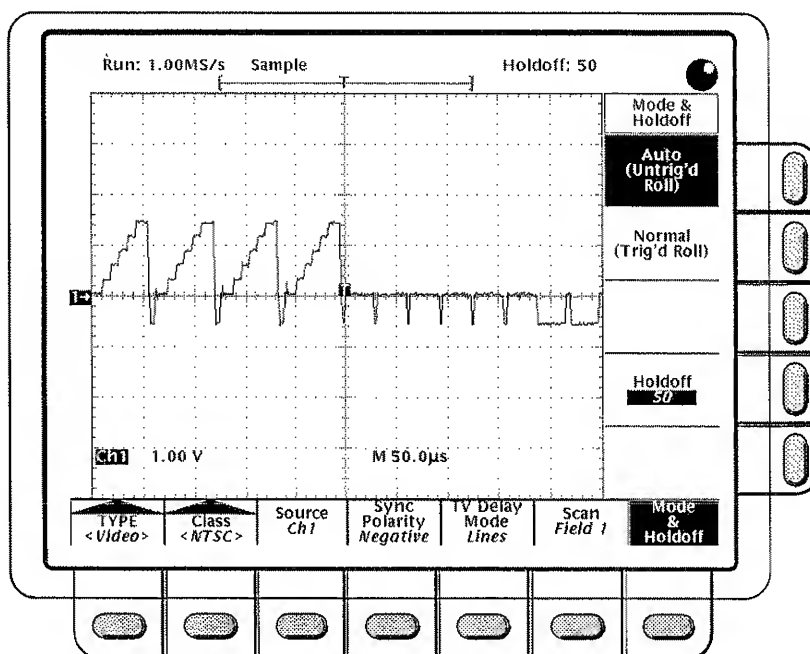 Run: 1.00MS/s Sample Holdoff: 50
Mode &
Holdoff
Auto
(Untrig'd
Roll)
Normal
(Trig'd Roll)
T
1
Holdoff
50
Ch1 1.00 V M 50.0µs
TYPE
<Video>
Class
<NTSC>
Source
Ch1
Sync
Polarity
Negative
TV Delay
Mode
Lines
Scan
Field 1
Mode
&
Holdoff